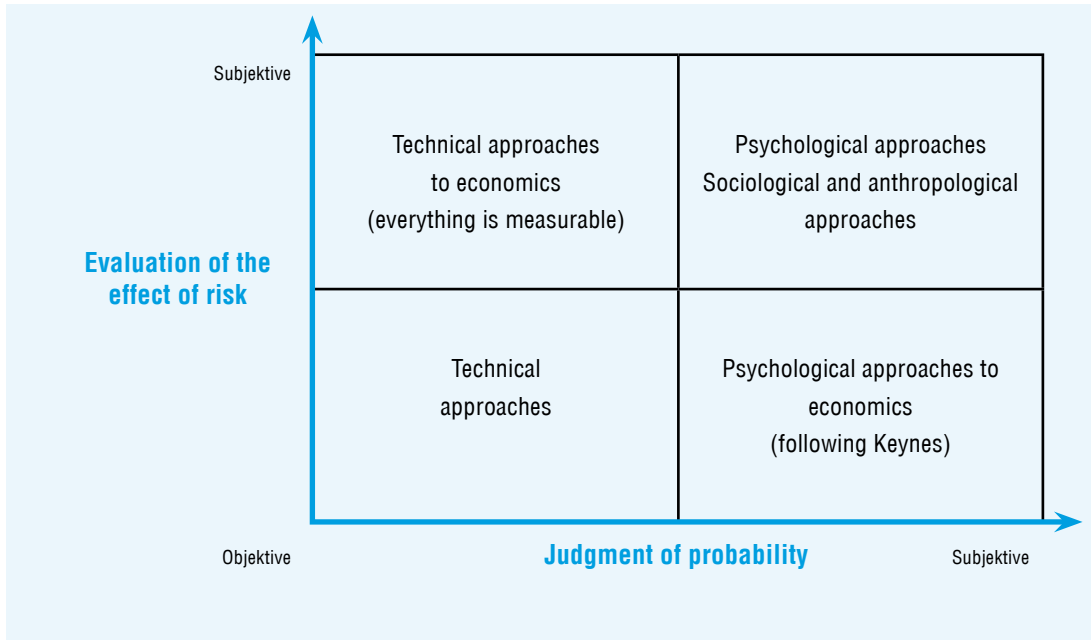 Subjektive
Technical approaches
to economics
(everything is measurable)
Psychological approaches
Sociological and anthropological
approaches
Evaluation of the
effect of risk
Technical
approaches
Psychological approaches to
economics
(following Keynes)
Objektive
Judgment of probability
Subjektive